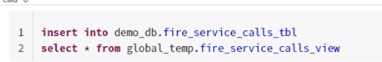 1 insert into demo_db.fire_service_calls_tbl
2 select * from global_temp.fire_service_calls_view